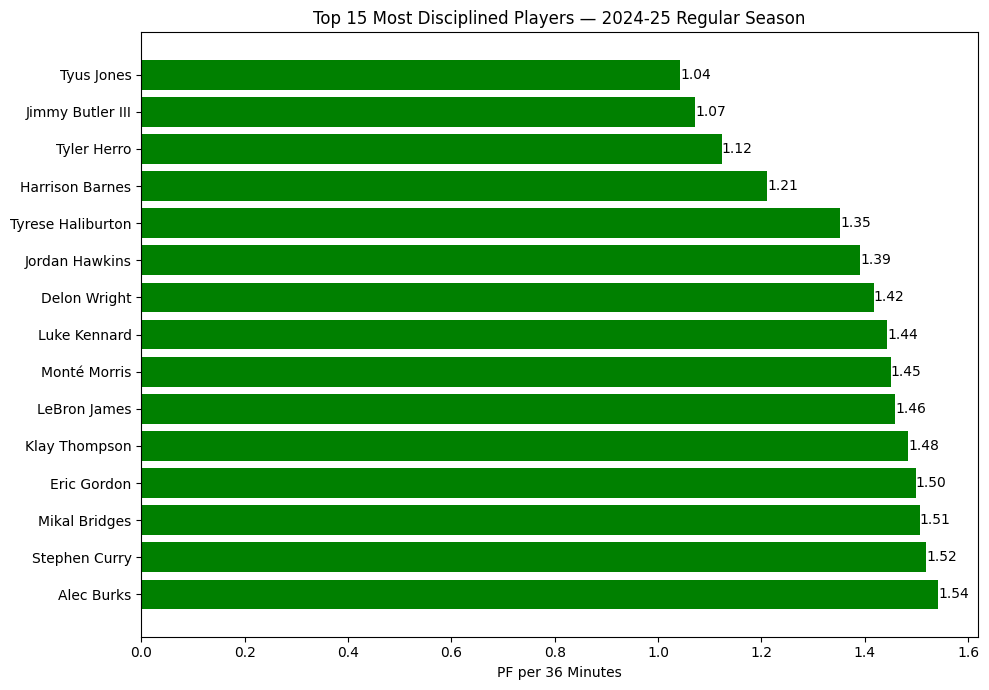 Top 15 Most Disciplined Players — 2024-25 Regular Season
Tyus Jones 1.04
Jimmy Butler III 1.07
Tyler Herro 1.12
Harrison Barnes 1.21
Tyrese Haliburton 1.35
Jordan Hawkins 1.39
Delon Wright 1.42
Luke Kennard 1.44
Monté Morris 1.45
LeBron James 1.46
Klay Thompson 1.48
Eric Gordon 1.50
Mikal Bridges 1.51
Stephen Curry 1.52
Alec Burks 1.54
0.0 0.2 0.4 0.6 0.8 1.0 1.2 1.4 1.6
PF per 36 Minutes